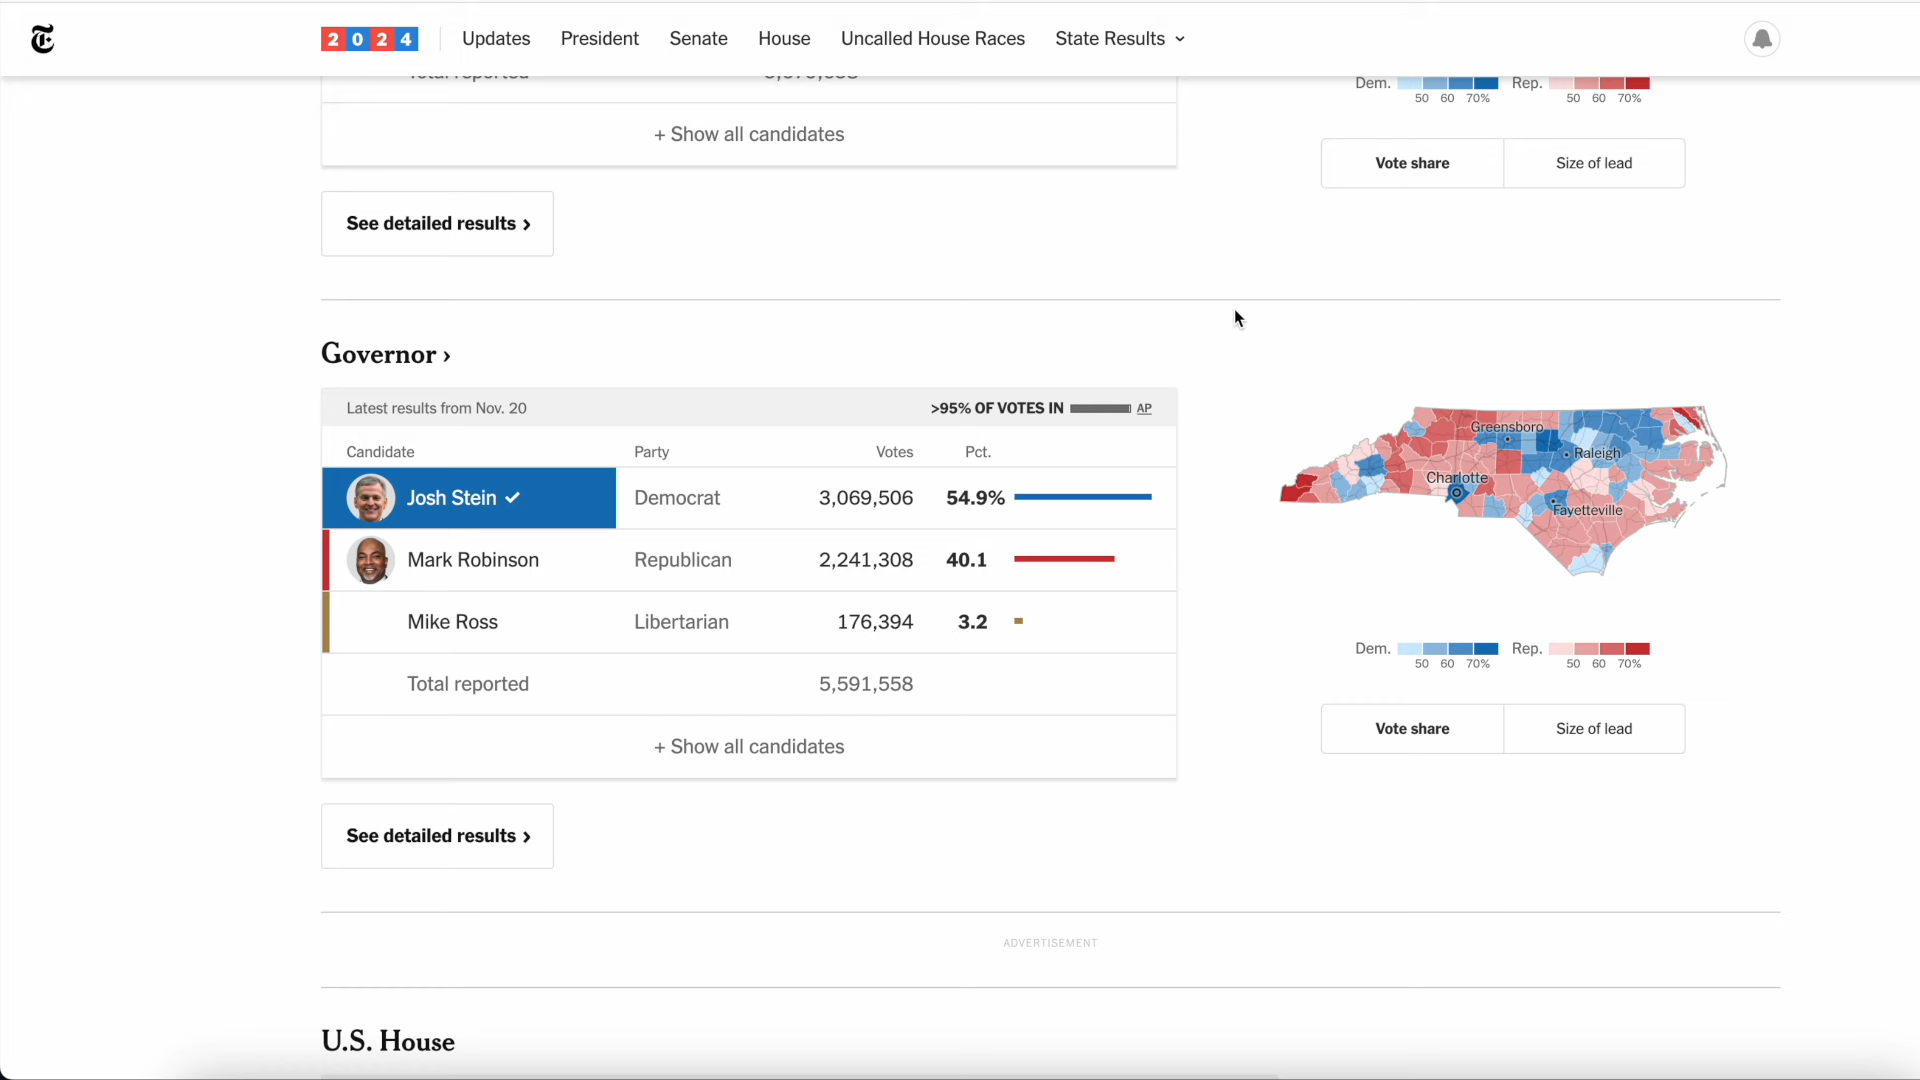 2024
Updates
President
Senate
House
Uncalled House Races
State Results
Dem.
Rep.
50 60 70%
50 60 70%
+ Show all candidates
Vote share
Size of lead
See detailed results ›
Governor ›
Latest results from Nov. 20
>95% OF VOTES IN
AP
Candidate Party Votes Pct.
Josh Stein ✓ Democrat 3,069,506 54.9%
Mark Robinson Republican 2,241,308 40.1
Mike Ross Libertarian 176,394 3.2
Total reported 5,591,558
+ Show all candidates
Greensboro
Raleigh
Charlotte
Fayetteville
Dem.
Rep.
50 60 70%
50 60 70%
Vote share
Size of lead
See detailed results ›
ADVERTISEMENT
U.S. House